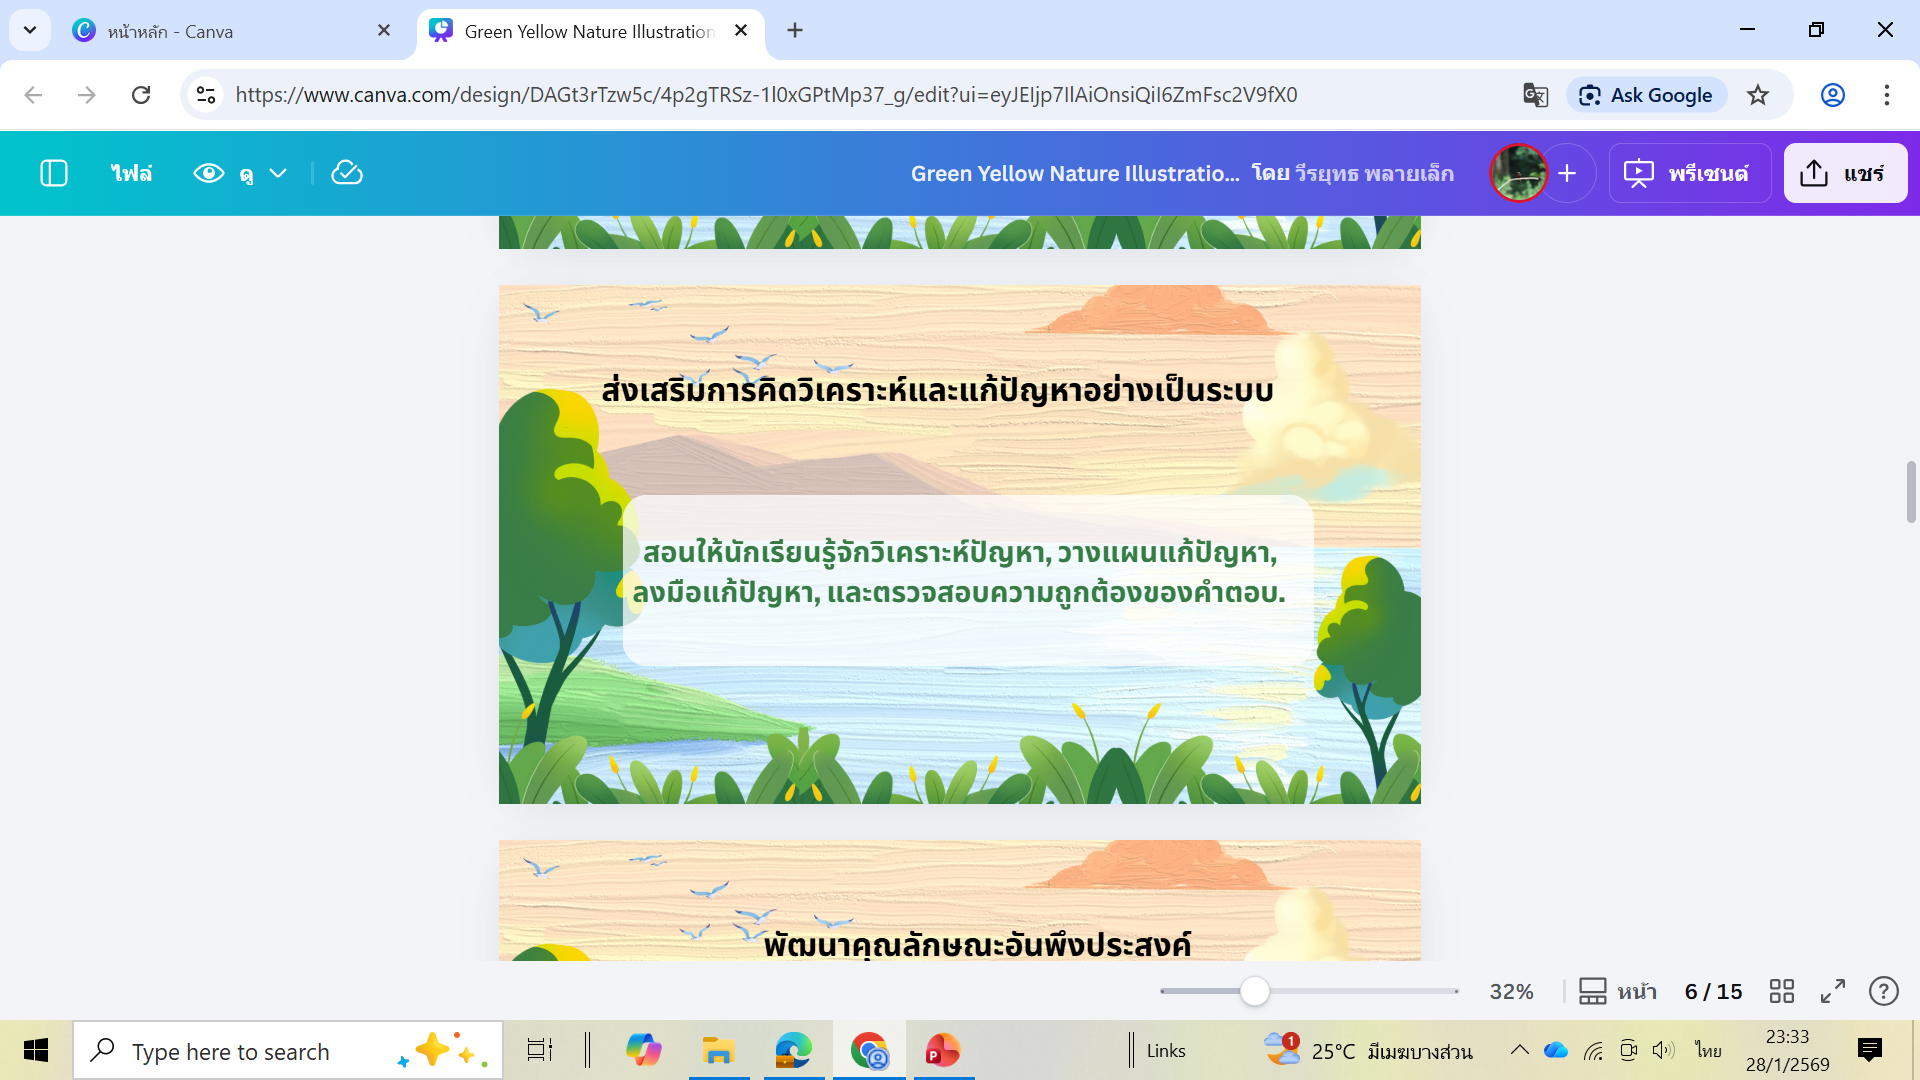 หน้าหลัก - Canva
Green Yellow Nature Illustration
https://www.canva.com/design/DAGt3rTzw5c/4p2gTRSz-1l0xGPtMp37_g/edit?ui=eyJEIjp7IlAiOnsiQiI6ZmFsc2V9fX0
Ask Google
ไฟล์
ดู
Green Yellow Nature Illustratio... โดย วีรยุทธ พลายเล็ก
พรีเซนต์
แชร์
ส่งเสริมการคิดวิเคราะห์และแก้ปัญหาอย่างเป็นระบบ
สอนให้นักเรียนรู้จักวิเคราะห์ปัญหา, วางแผนแก้ปัญหา,
ลงมือแก้ปัญหา, และตรวจสอบความถูกต้องของคำตอบ.
พัฒนาคุณลักษณะอันพึงประสงค์
32%
หน้า
6 / 15
Type here to search
Links
1
25°C มีเมฆบางส่วน
ไทย
23:33
28/1/2569